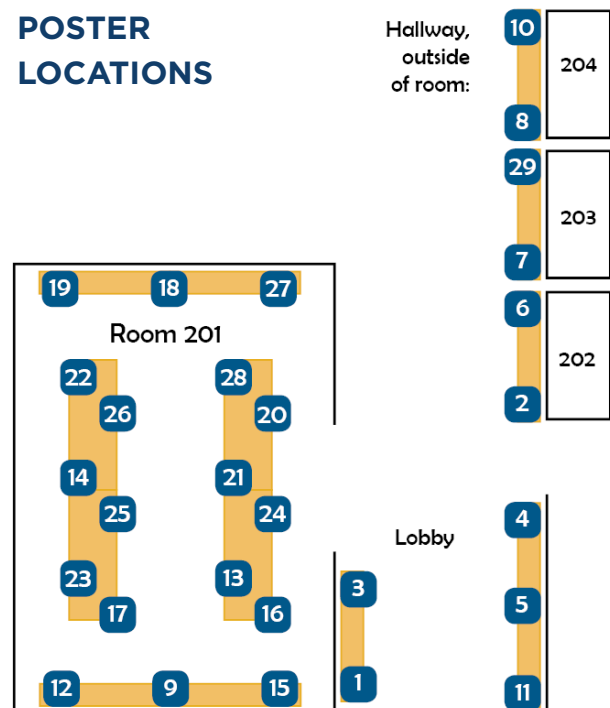 POSTER
LOCATIONS
Hallway,
outside
of room:
10
204
8
29
203
7
6
202
2
19 18 27
Room 201
22 28
26 20
14 21
25 24
23 13
17 16
12 9 15
Lobby
3
1
4
5
11